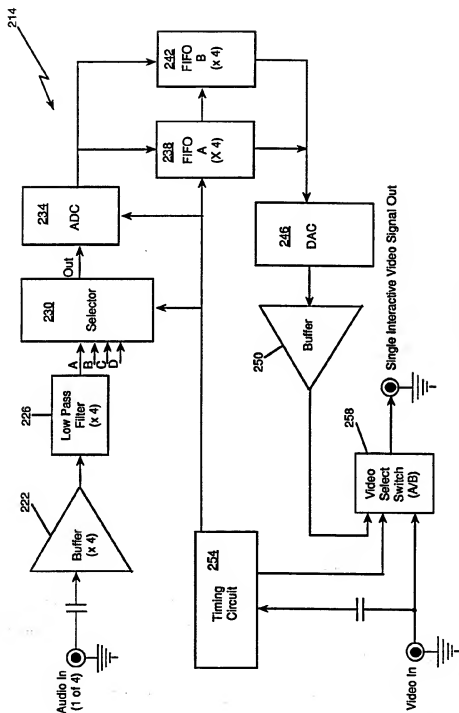 214
Audio In
(1 of 4)
Buffer
(x 4)
222
Low Pass
Filter
(x 4)
226
A
B
C
D
230
Selector
Out
234
ADC
238
FIFO
A
(X 4)
242
FIFO
B
(x 4)
246
DAC
Buffer
250
254
Timing
Circuit
258
Video
Select
Switch
(A/B)
Video In
Single Interactive Video Signal Out